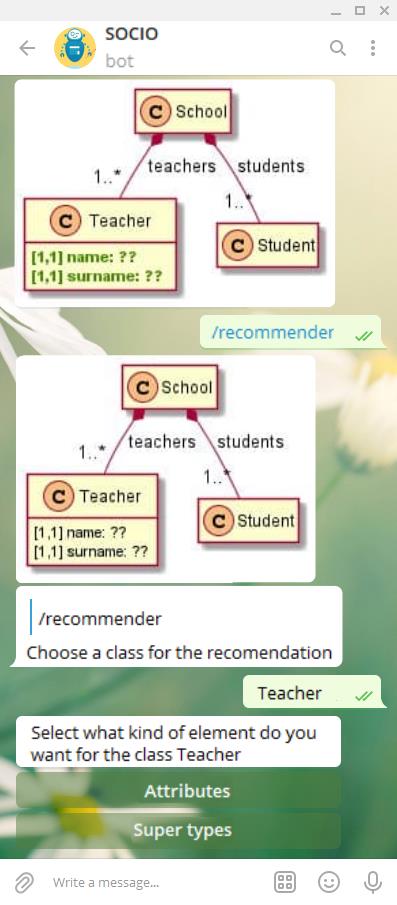 SOCIO
bot
C School
teachers students
1..* 1..*
C Teacher
[1,1] name: ??
[1,1] surname: ??
C Student
/recommender
C School
teachers students
1..* 1..*
C Teacher
[1,1] name: ??
[1,1] surname: ??
C Student
/recommender
Choose a class for the recomendation
Teacher
Select what kind of element do you
want for the class Teacher
Attributes
Super types
Write a message...